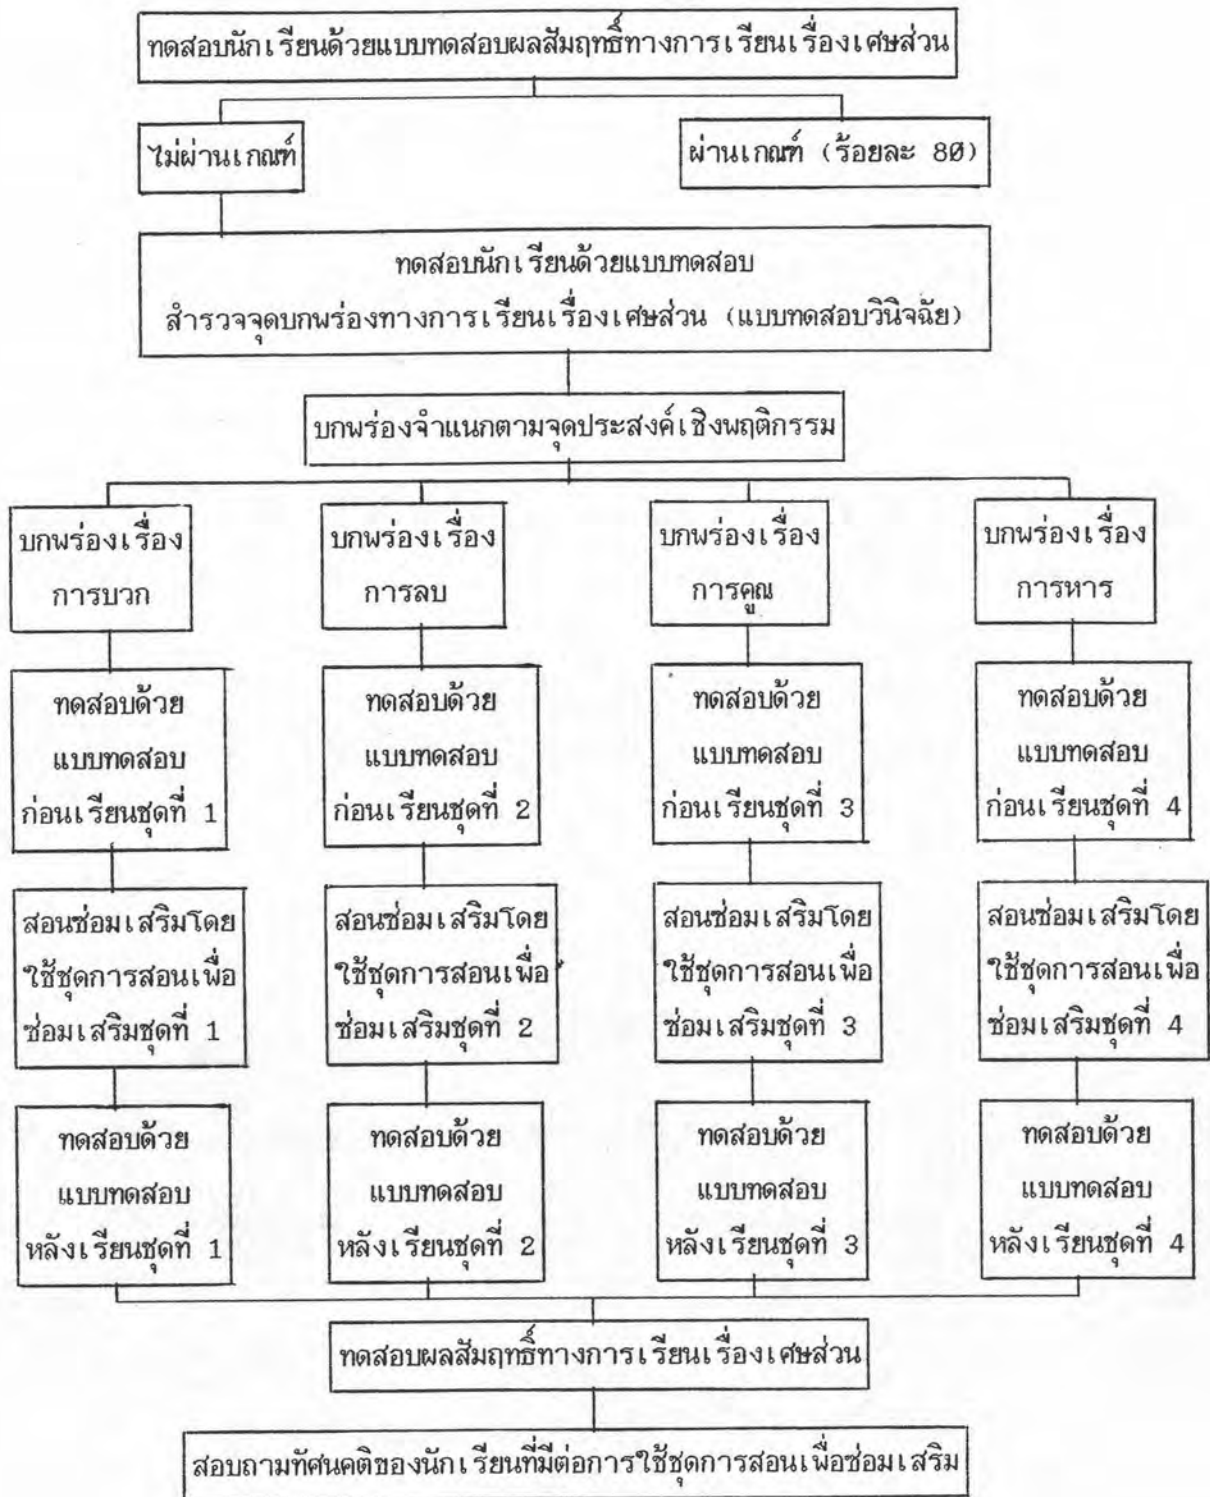 ทดสอบนักเรียนด้วยแบบทดสอบผลสัมฤทธิ์ทางการเรียนเรื่องเศษส่วน
ไม่ผ่านเกณฑ์
ผ่านเกณฑ์ (ร้อยละ 80)
ทดสอบนักเรียนด้วยแบบทดสอบ
สำรวจจุดบกพร่องทางการเรียนเรื่องเศษส่วน (แบบทดสอบวินิจฉัย)
บกพร่องจำแนกตามจุดประสงค์เชิงพฤติกรรม
บกพร่องเรื่อง
การบวก
บกพร่องเรื่อง
การลบ
บกพร่องเรื่อง
การคูณ
บกพร่องเรื่อง
การหาร
ทดสอบด้วย
แบบทดสอบ
ก่อนเรียนชุดที่ 1
ทดสอบด้วย
แบบทดสอบ
ก่อนเรียนชุดที่ 2
ทดสอบด้วย
แบบทดสอบ
ก่อนเรียนชุดที่ 3
ทดสอบด้วย
แบบทดสอบ
ก่อนเรียนชุดที่ 4
สอนซ่อมเสริมโดย
ใช้ชุดการสอนเพื่อ
ซ่อมเสริมชุดที่ 1
สอนซ่อมเสริมโดย
ใช้ชุดการสอนเพื่อ
ซ่อมเสริมชุดที่ 2
สอนซ่อมเสริมโดย
ใช้ชุดการสอนเพื่อ
ซ่อมเสริมชุดที่ 3
สอนซ่อมเสริมโดย
ใช้ชุดการสอนเพื่อ
ซ่อมเสริมชุดที่ 4
ทดสอบด้วย
แบบทดสอบ
หลังเรียนชุดที่ 1
ทดสอบด้วย
แบบทดสอบ
หลังเรียนชุดที่ 2
ทดสอบด้วย
แบบทดสอบ
หลังเรียนชุดที่ 3
ทดสอบด้วย
แบบทดสอบ
หลังเรียนชุดที่ 4
ทดสอบผลสัมฤทธิ์ทางการเรียนเรื่องเศษส่วน
สอบถามทัศนคติของนักเรียนที่มีต่อการใช้ชุดการสอนเพื่อซ่อมเสริม